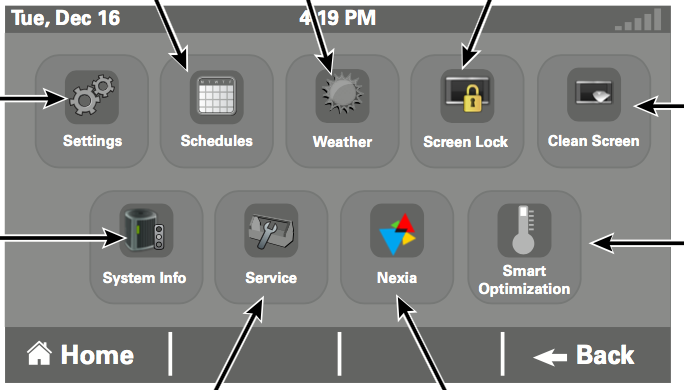 Tue, Dec 16 4:19 PM
Settings
Schedules
Weather
Screen Lock
Clean Screen
System Info
Service
Nexia
Smart
Optimization
Home
Back